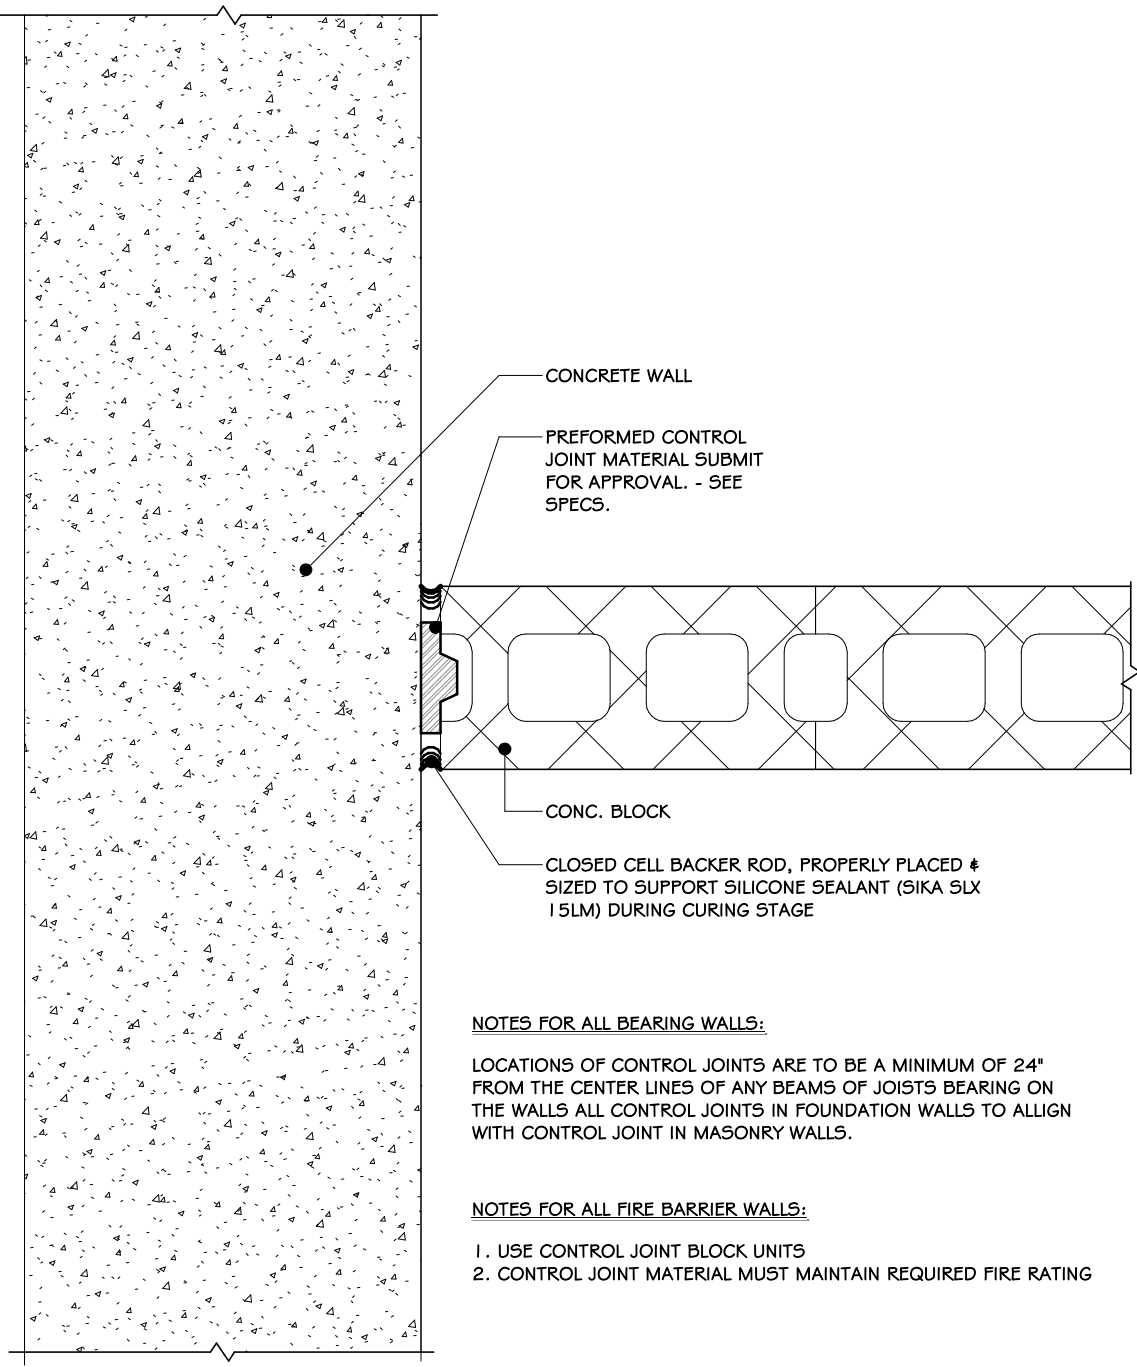 CONCRETE WALL
PREFORMED CONTROL
JOINT MATERIAL SUBMIT
FOR APPROVAL. - SEE
SPECS.
CONC. BLOCK
CLOSED CELL BACKER ROD, PROPERLY PLACED &
SIZED TO SUPPORT SILICONE SEALANT (SIKA SLX
15LM) DURING CURING STAGE
NOTES FOR ALL BEARING WALLS:
LOCATIONS OF CONTROL JOINTS ARE TO BE A MINIMUM OF 24"
FROM THE CENTER LINES OF ANY BEAMS OF JOISTS BEARING ON
THE WALLS ALL CONTROL JOINTS IN FOUNDATION WALLS TO ALLIGN
WITH CONTROL JOINT IN MASONRY WALLS.
NOTES FOR ALL FIRE BARRIER WALLS:
1. USE CONTROL JOINT BLOCK UNITS
2. CONTROL JOINT MATERIAL MUST MAINTAIN REQUIRED FIRE RATING